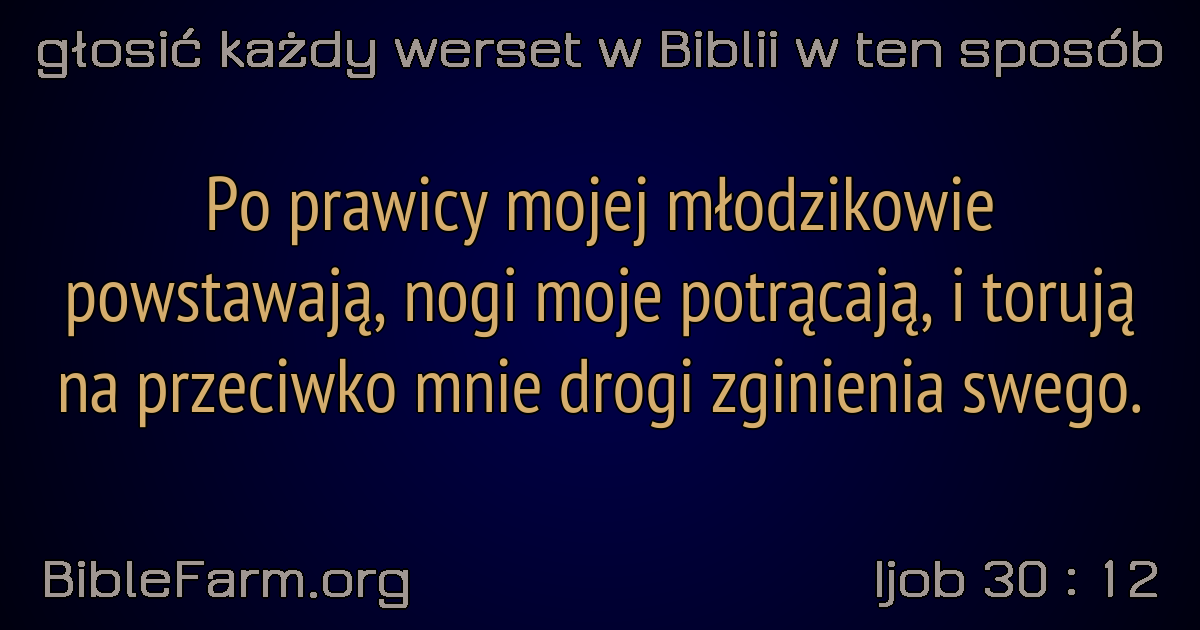 głosić każdy werset w Biblii w ten sposób
Po prawicy mojej młodzikowie
powstawają, nogi moje potrącają, i torują
na przeciwko mnie drogi zginienia swego.
BibleFarm.org
Ijob 30 : 12